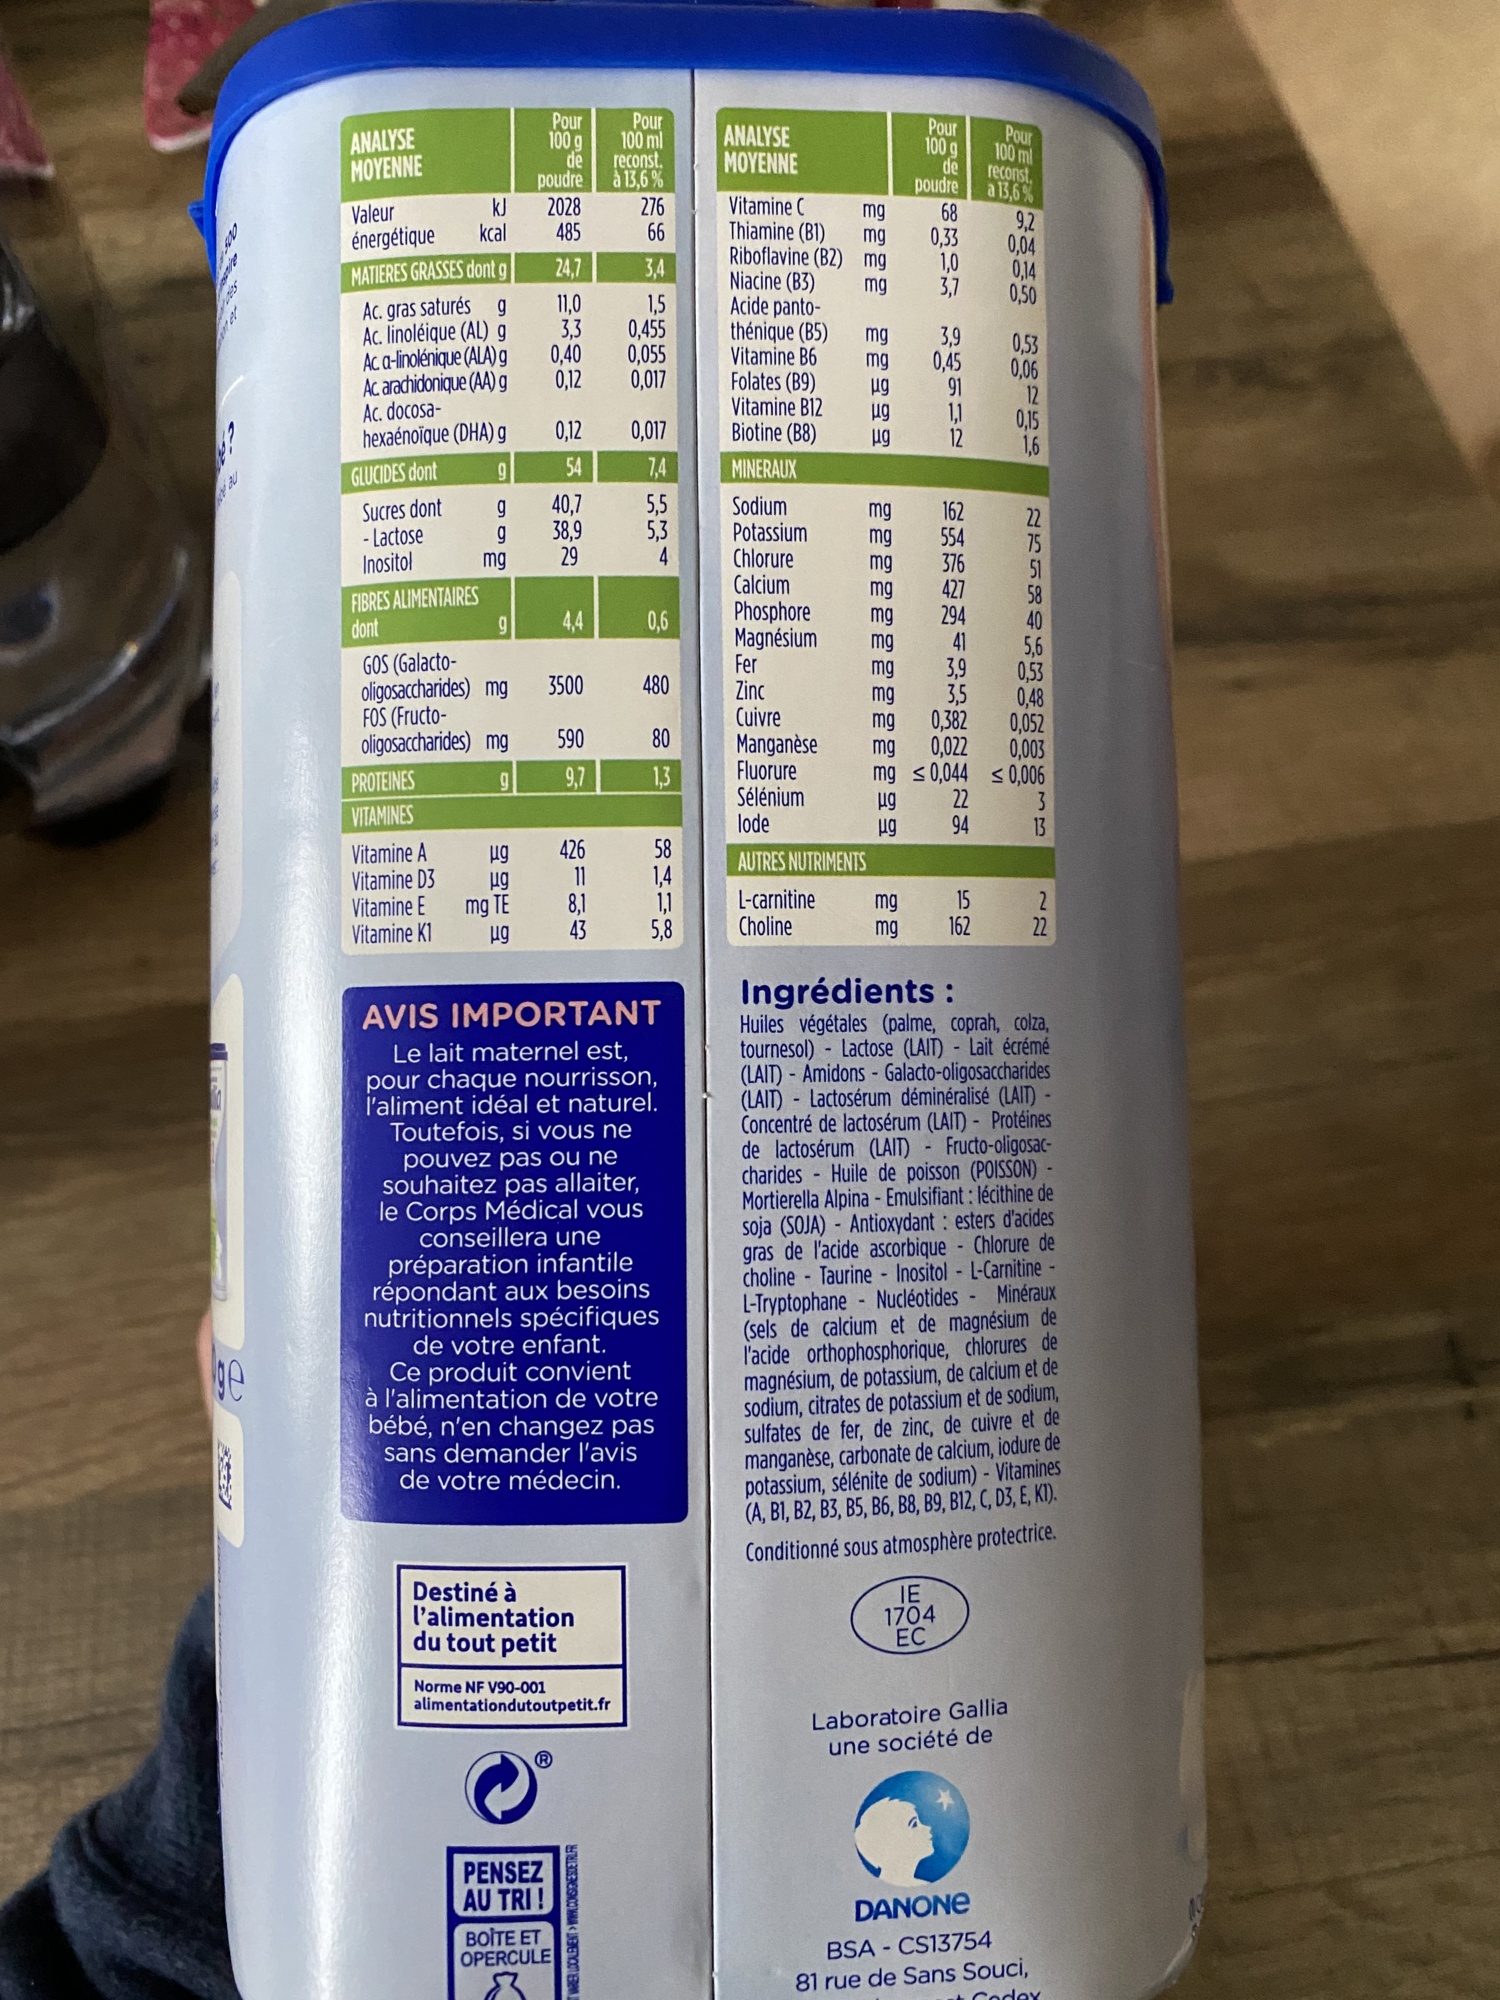 ANALYSE MOYENNE Pour 100 g de poudre Pour 100 ml reconst. à 13,6 %
Valeur énergétique kJ 2028 276
kcal 485 66
MATIERES GRASSES dont g 24,7 3,4
Ac. gras saturés g 11,0 1,5
Ac. linoléique (AL) g 3,3 0,455
Ac. α-linolénique (ALA) g 0,40 0,055
Ac. arachidonique (AA) g 0,12 0,017
Ac. docosa-
hexaénoïque (DHA) g 0,12 0,017
GLUCIDES dont g 54 7,4
Sucres dont g 40,7 5,5
- Lactose g 38,9 5,3
Inositol mg 29 4
FIBRES ALIMENTAIRES
dont g 4,4 0,6
GOS (Galacto-
oligosaccharides) mg 3500 480
FOS (Fructo-
oligosaccharides) mg 590 80
PROTEINES g 9,7 1,3
VITAMINES
Vitamine A µg 426 58
Vitamine D3 µg 11 1,4
Vitamine E mg TE 8,1 1,1
Vitamine K1 µg 43 5,8
AVIS IMPORTANT
Le lait maternel est,
pour chaque nourrisson,
l'aliment idéal et naturel.
Toutefois, si vous ne
pouvez pas ou ne
souhaitez pas allaiter,
le Corps Médical vous
conseillera une
préparation infantile
répondant aux besoins
nutritionnels spécifiques
de votre enfant.
Ce produit convient
à l'alimentation de votre
bébé, n'en changez pas
sans demander l'avis
de votre médecin.
Destiné à
l'alimentation
du tout petit
Norme NF V90-001
alimentationdutoutpetit.fr
®
PENSEZ
AU TRI !
BOÎTE ET
OPERCULE
ANALYSE MOYENNE Pour 100 g de poudre Pour 100 ml reconst. à 13,6 %
Vitamine C mg 68 9,2
Thiamine (B1) mg 0,33 0,04
Riboflavine (B2) mg 1,0 0,14
Niacine (B3) mg 3,7 0,50
Acide panto-
thénique (B5) mg 3,9 0,53
Vitamine B6 mg 0,45 0,06
Folates (B9) µg 91 12
Vitamine B12 µg 1,1 0,15
Biotine (B8) µg 12 1,6
MINERAUX
Sodium mg 162 22
Potassium mg 554 75
Chlorure mg 376 51
Calcium mg 427 58
Phosphore mg 294 40
Magnésium mg 41 5,6
Fer mg 3,9 0,53
Zinc mg 3,5 0,48
Cuivre mg 0,382 0,052
Manganèse mg 0,022 0,003
Fluorure mg ≤ 0,044 ≤ 0,006
Sélénium µg 22 3
Iode µg 94 13
AUTRES NUTRIMENTS
L-carnitine mg 15 2
Choline mg 162 22
Ingrédients :
Huiles végétales (palme, coprah, colza,
tournesol) - Lactose (LAIT) - Lait écrémé
(LAIT) - Amidons - Galacto-oligosaccharides
(LAIT) - Lactosérum déminéralisé (LAIT) -
Concentré de lactosérum (LAIT) - Protéines
de lactosérum (LAIT) - Fructo-oligosac-
charides - Huile de poisson (POISSON) -
Mortierella Alpina - Emulsifiant : lécithine de
soja (SOJA) - Antioxydant : esters d'acides
gras de l'acide ascorbique - Chlorure de
choline - Taurine - Inositol - L-Carnitine -
L-Tryptophane - Nucléotides - Minéraux
(sels de calcium et de magnésium de
l'acide orthophosphorique, chlorures de
magnésium, de potassium, de calcium et de
sodium, citrates de potassium et de sodium,
sulfates de fer, de zinc, de cuivre et de
manganèse, carbonate de calcium, iodure de
potassium, sélénite de sodium) - Vitamines
(A, B1, B2, B3, B5, B6, B8, B9, B12, C, D3, E, K1).
Conditionné sous atmosphère protectrice.
IE
1704
EC
Laboratoire Gallia
une société de
DANONE
BSA - CS13754
81 rue de Sans Souci,